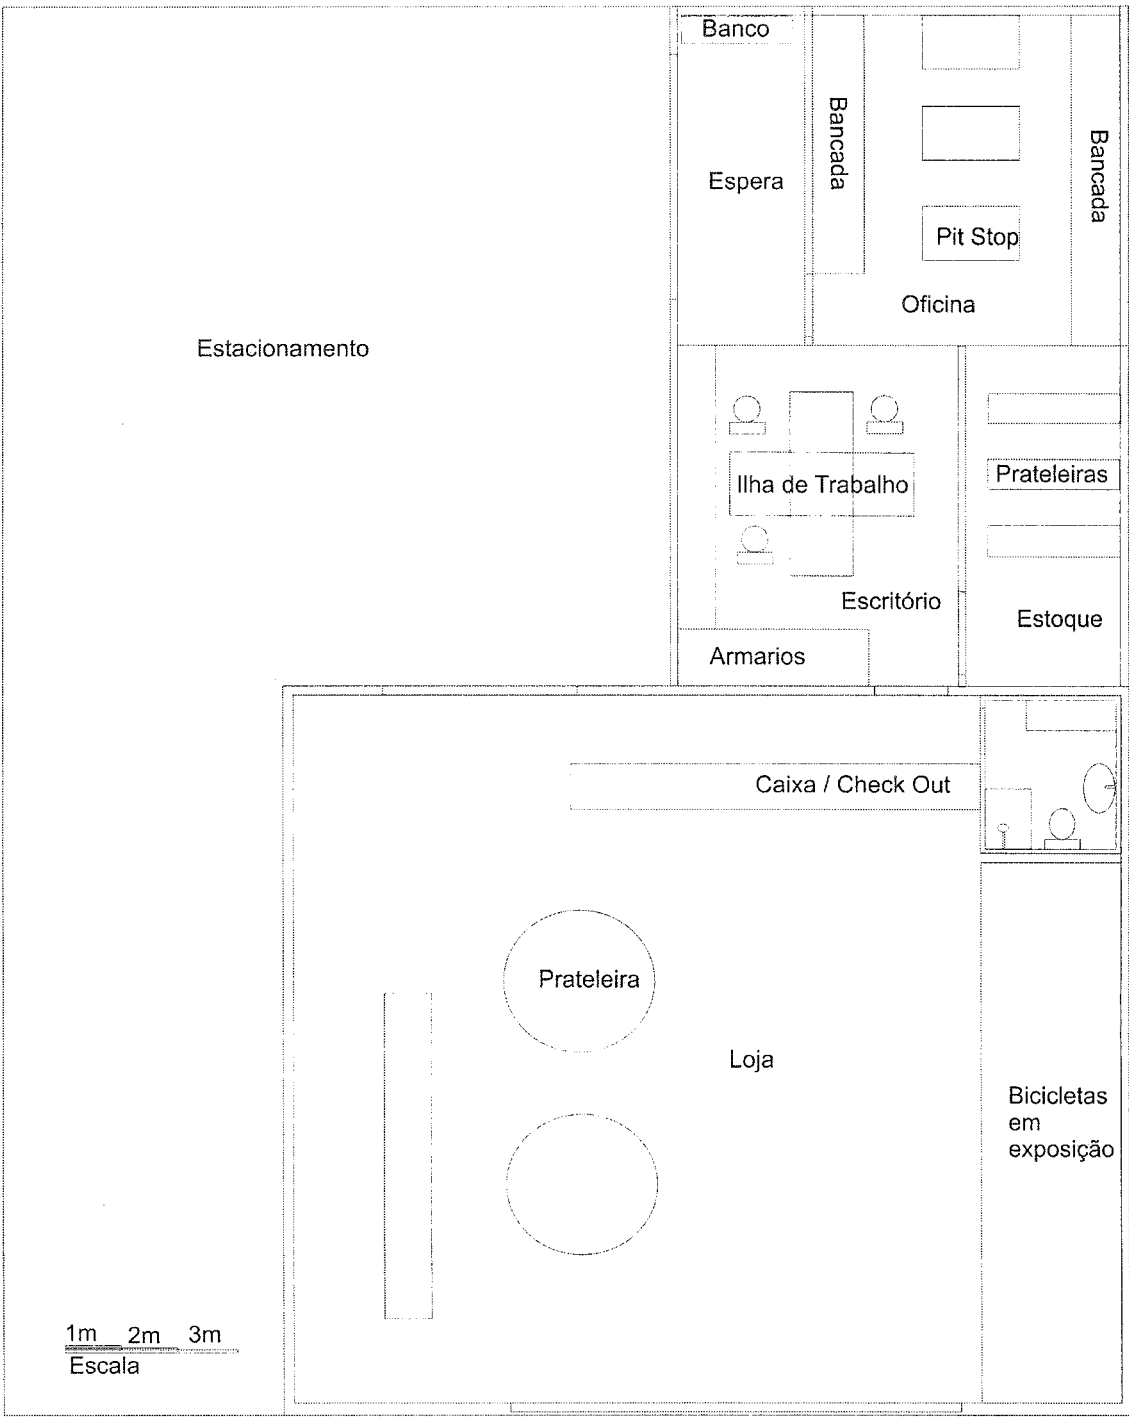 Banco
Bancada
Bancada
Espera
Pit Stop
Oficina
Estacionamento
Prateleiras
Ilha de Trabalho
Escritório
Estoque
Armarios
Caixa / Check Out
Prateleira
Loja
Bicicletas
em
exposição
1m 2m 3m
Escala